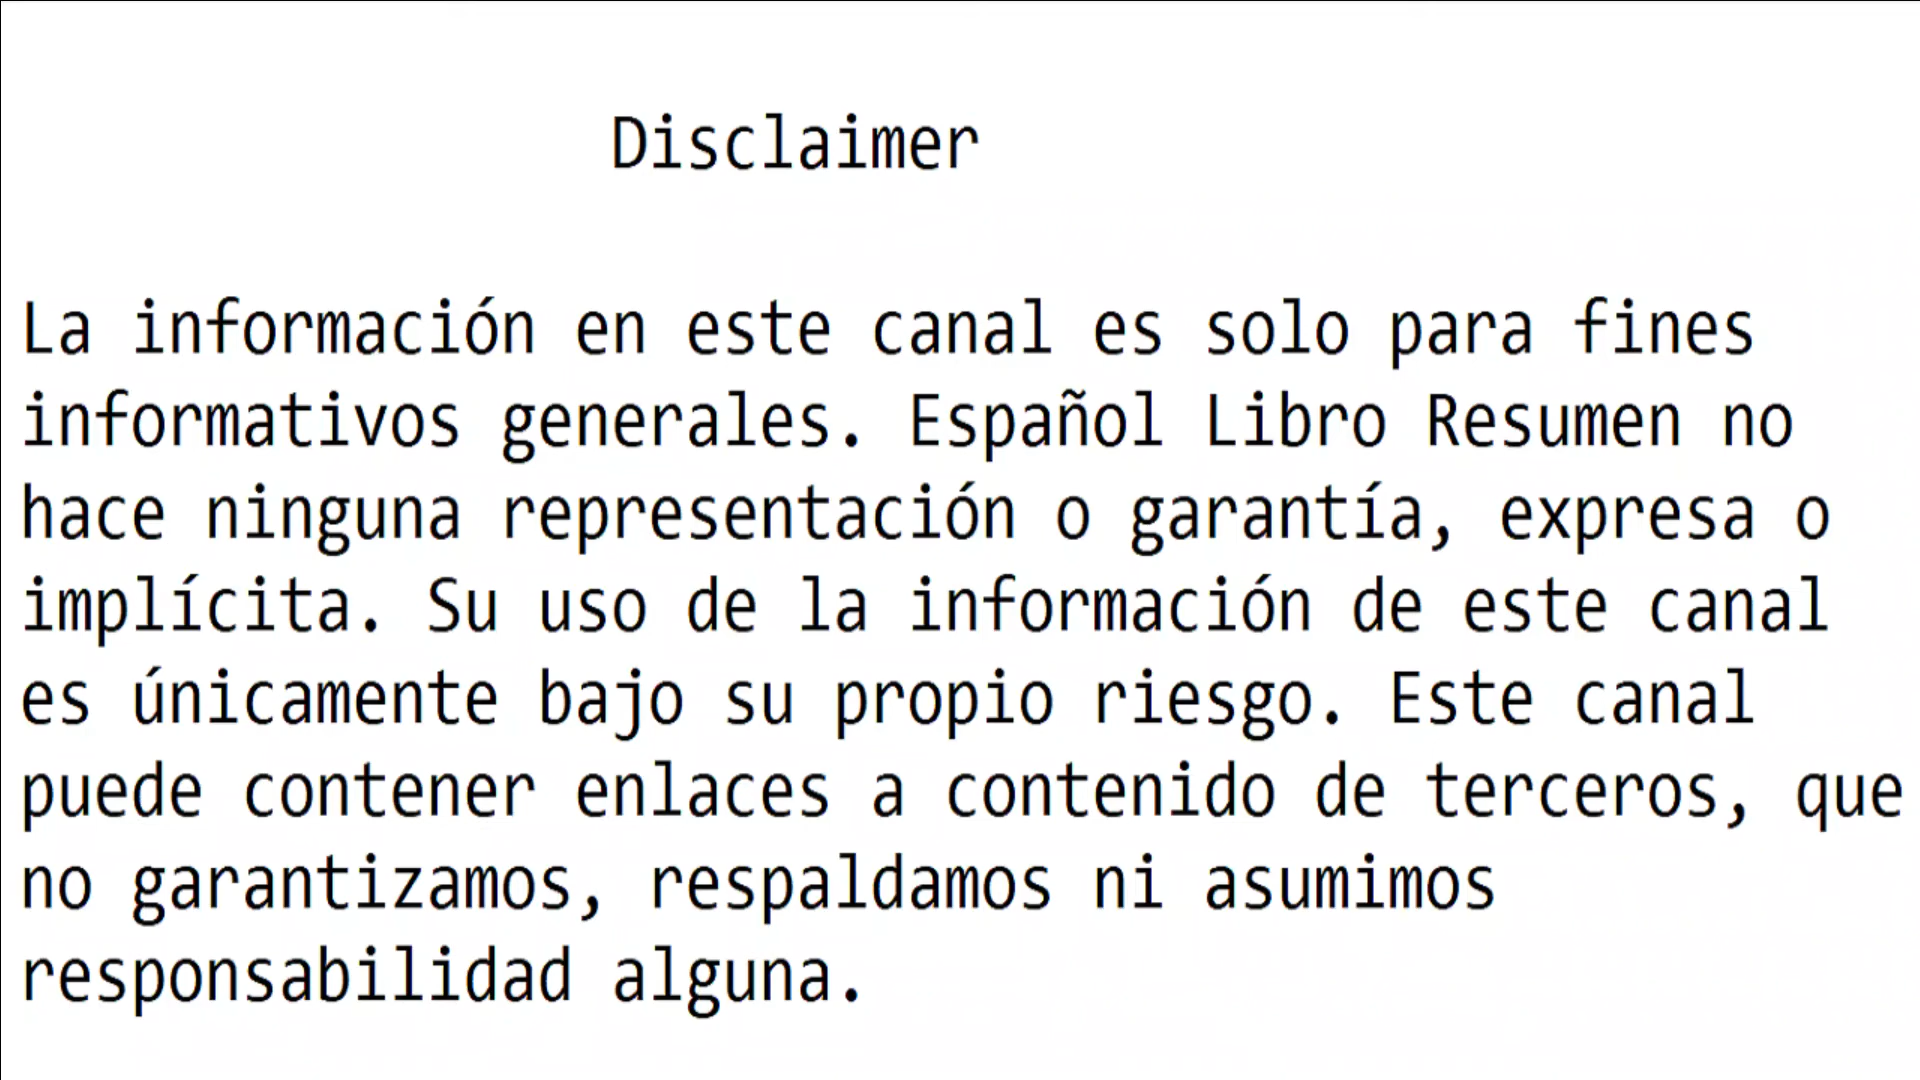 Disclaimer
La información en este canal es solo para fines
informativos generales. Español Libro Resumen no
hace ninguna representación o garantía, expresa o
implícita. Su uso de la información de este canal
es únicamente bajo su propio riesgo. Este canal
puede contener enlaces a contenido de terceros, que
no garantizamos, respaldamos ni asumimos
responsabilidad alguna.